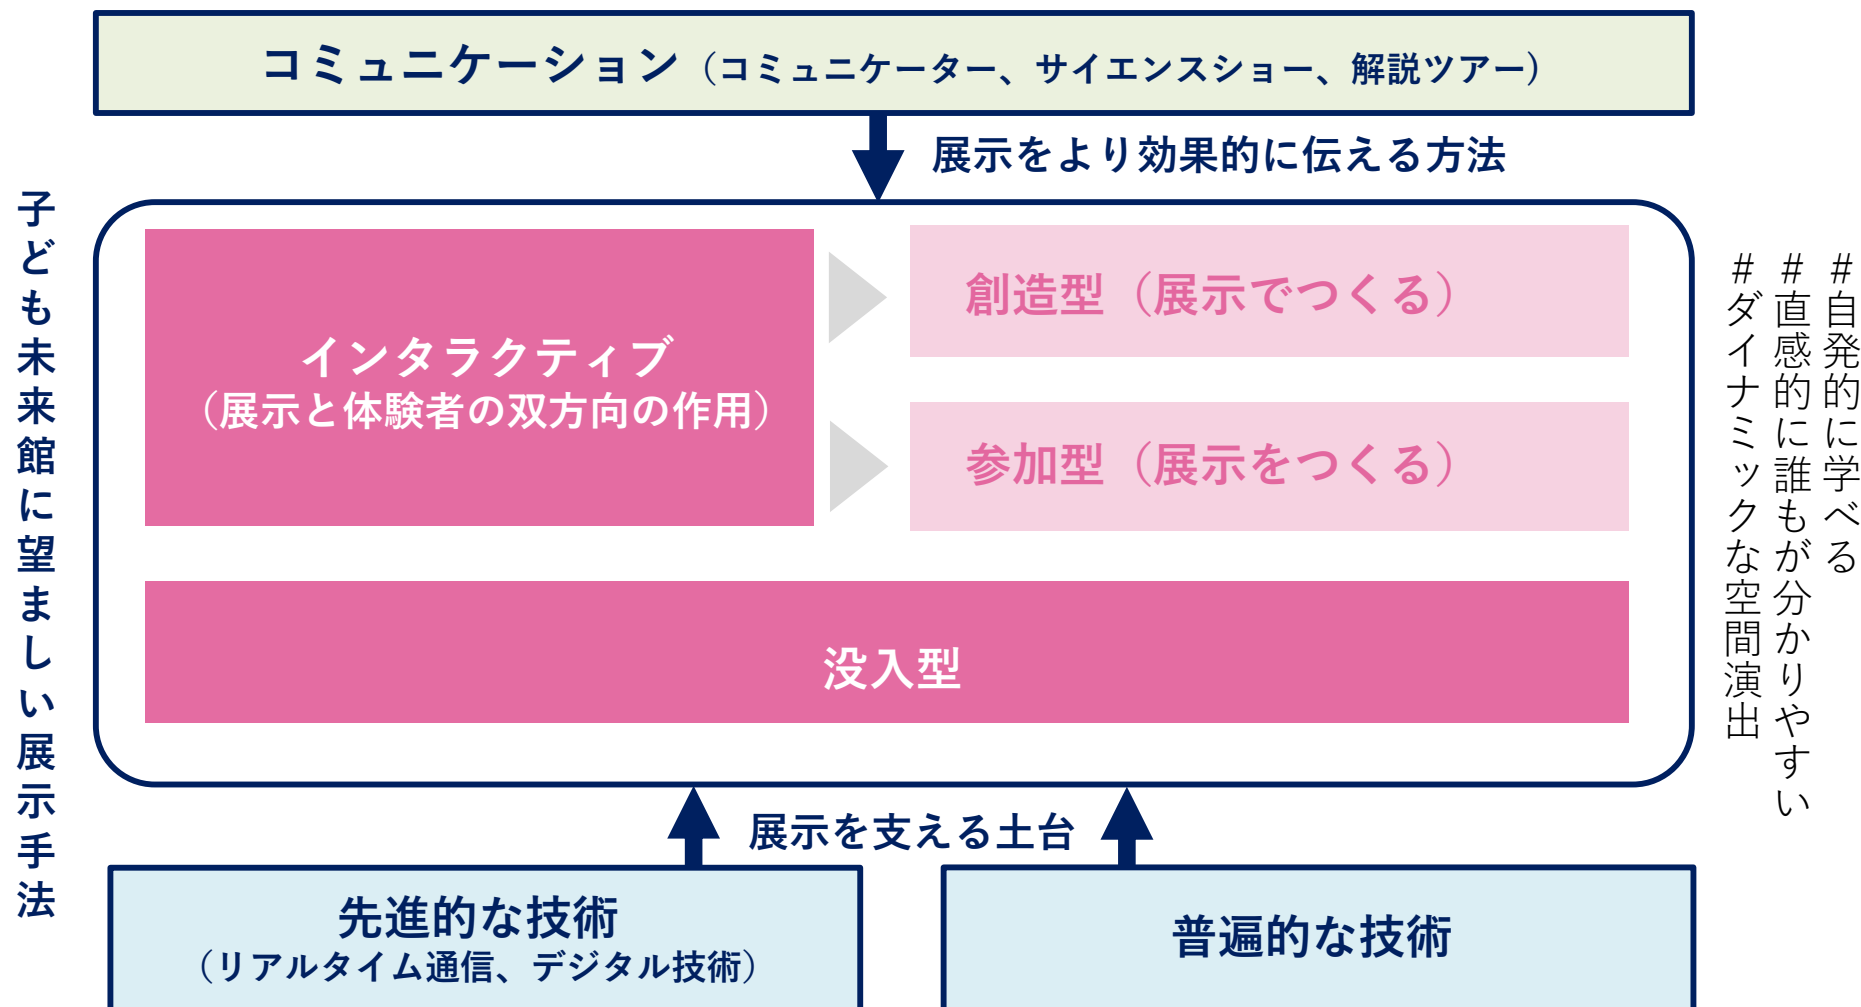 コミュニケーション（コミュニケーター、サイエンスショー、解説ツアー）
展示をより効果的に伝える方法
子ども未来館に望ましい展示手法
インタラクティブ
（展示と体験者の双方向の作用）
創造型（展示でつくる）
参加型（展示をつくる）
没入型
#自発的に学べる
#直感的に誰もが分かりやすい
#ダイナミックな空間演出
展示を支える土台
先進的な技術
（リアルタイム通信、デジタル技術）
普遍的な技術